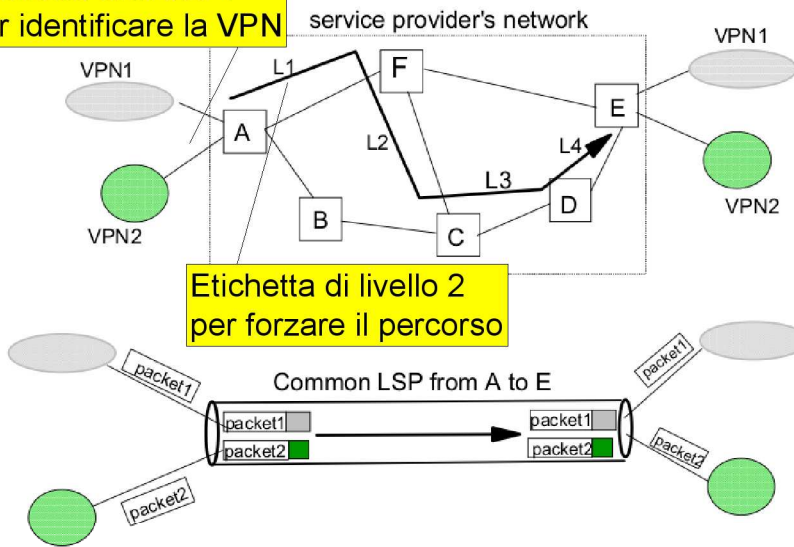 r identificare la VPN
service provider's network
VPN1
VPN1
L1
F
A
E
L2
L4
L3
D
B
C
VPN2
VPN2
Etichetta di livello 2
per forzare il percorso
Common LSP from A to E
packet1
packet1
packet1
packet1
packet2
packet2
packet2
packet2